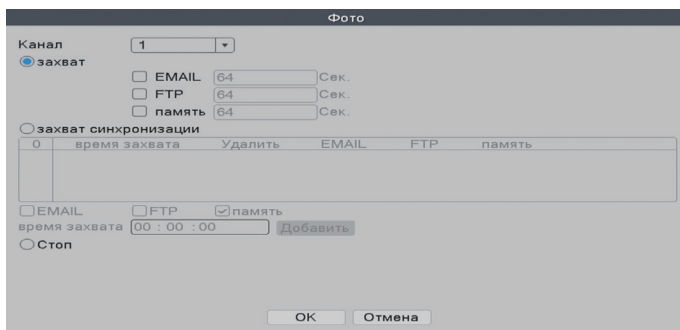 Фото
Канал 1
захват
EMAIL 64 Сек.
FTP 64 Сек.
память 64 Сек.
захват синхронизации
0 время захвата Удалить EMAIL FTP память
EMAIL FTP память
время захвата 00 : 00 : 00 Добавить
Стоп
OK Отмена